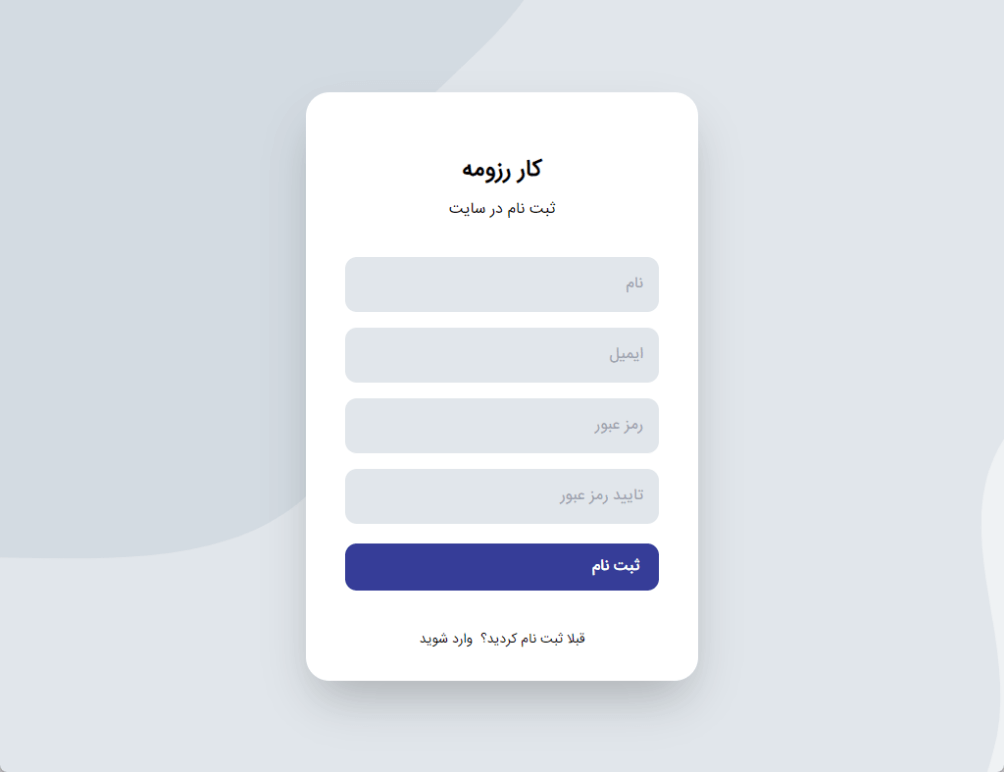 کار رزومه
ثبت نام در سایت
نام
ایمیل
رمز عبور
تایید رمز عبور
ثبت نام
قبلا ثبت نام کردید؟ وارد شوید